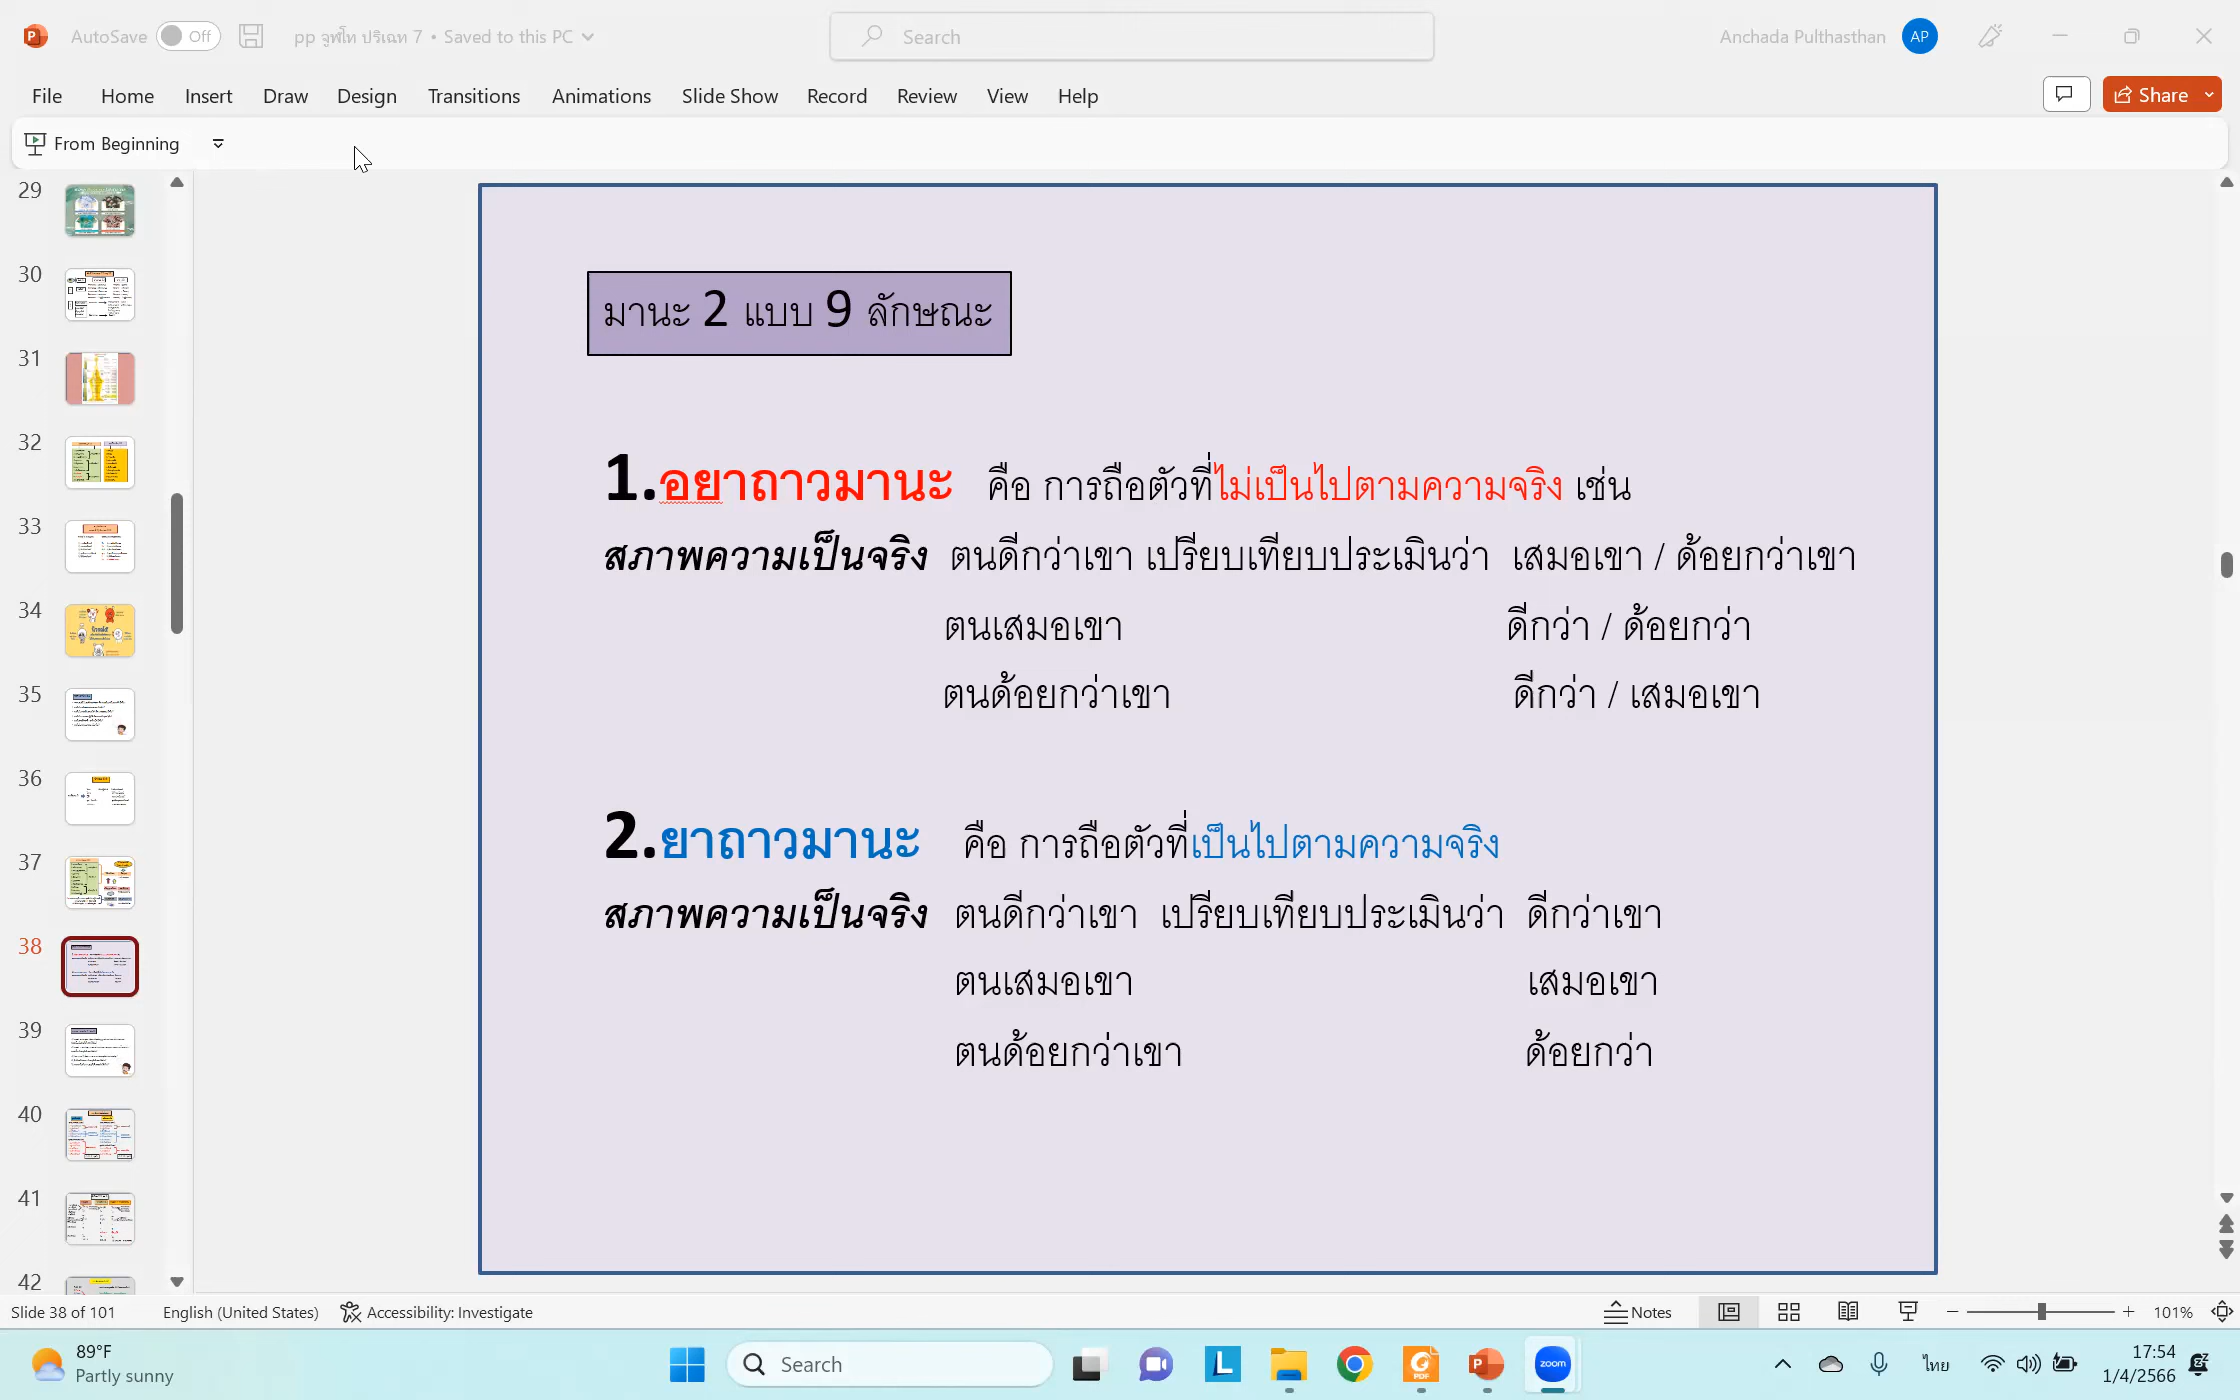 AutoSave Off pp จูฬโท ปริเฉท 7 • Saved to this PC Search Anchada Pulthasthan AP
File Home Insert Draw Design Transitions Animations Slide Show Record Review View Help Share
From Beginning
29
30
31
32
33
34
35
36
37
38
39
40
41
42
มานะ 2 แบบ 9 ลักษณะ
1.อยาถาวมานะ คือ การถือตัวที่ไม่เป็นไปตามความจริง เช่น
สภาพความเป็นจริง ตนดีกว่าเขา เปรียบเทียบประเมินว่า เสมอเขา / ด้อยกว่าเขา
ตนเสมอเขา ดีกว่า / ด้อยกว่า
ตนด้อยกว่าเขา ดีกว่า / เสมอเขา
2.ยาถาวมานะ คือ การถือตัวที่เป็นไปตามความจริง
สภาพความเป็นจริง ตนดีกว่าเขา เปรียบเทียบประเมินว่า ดีกว่าเขา
ตนเสมอเขา เสมอเขา
ตนด้อยกว่าเขา ด้อยกว่า
Slide 38 of 101 English (United States) Accessibility: Investigate Notes 101%
89°F
Partly sunny
Search
zoom
ไทย
17:54
1/4/2566